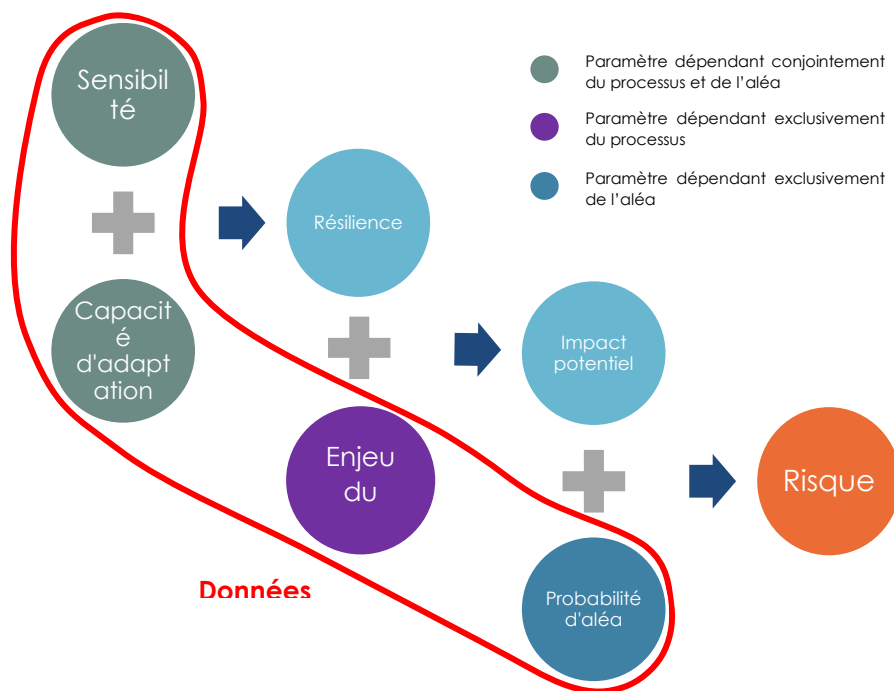 Sensibil
té
Paramètre dépendant conjointement
du processus et de l'aléa
Paramètre dépendant exclusivement
du processus
Paramètre dépendant exclusivement
de l'aléa
Résilience
Capacit
é
d'adapt
ation
Impact
potentiel
Enjeu
du
Risque
Données
Probabilité
d'aléa